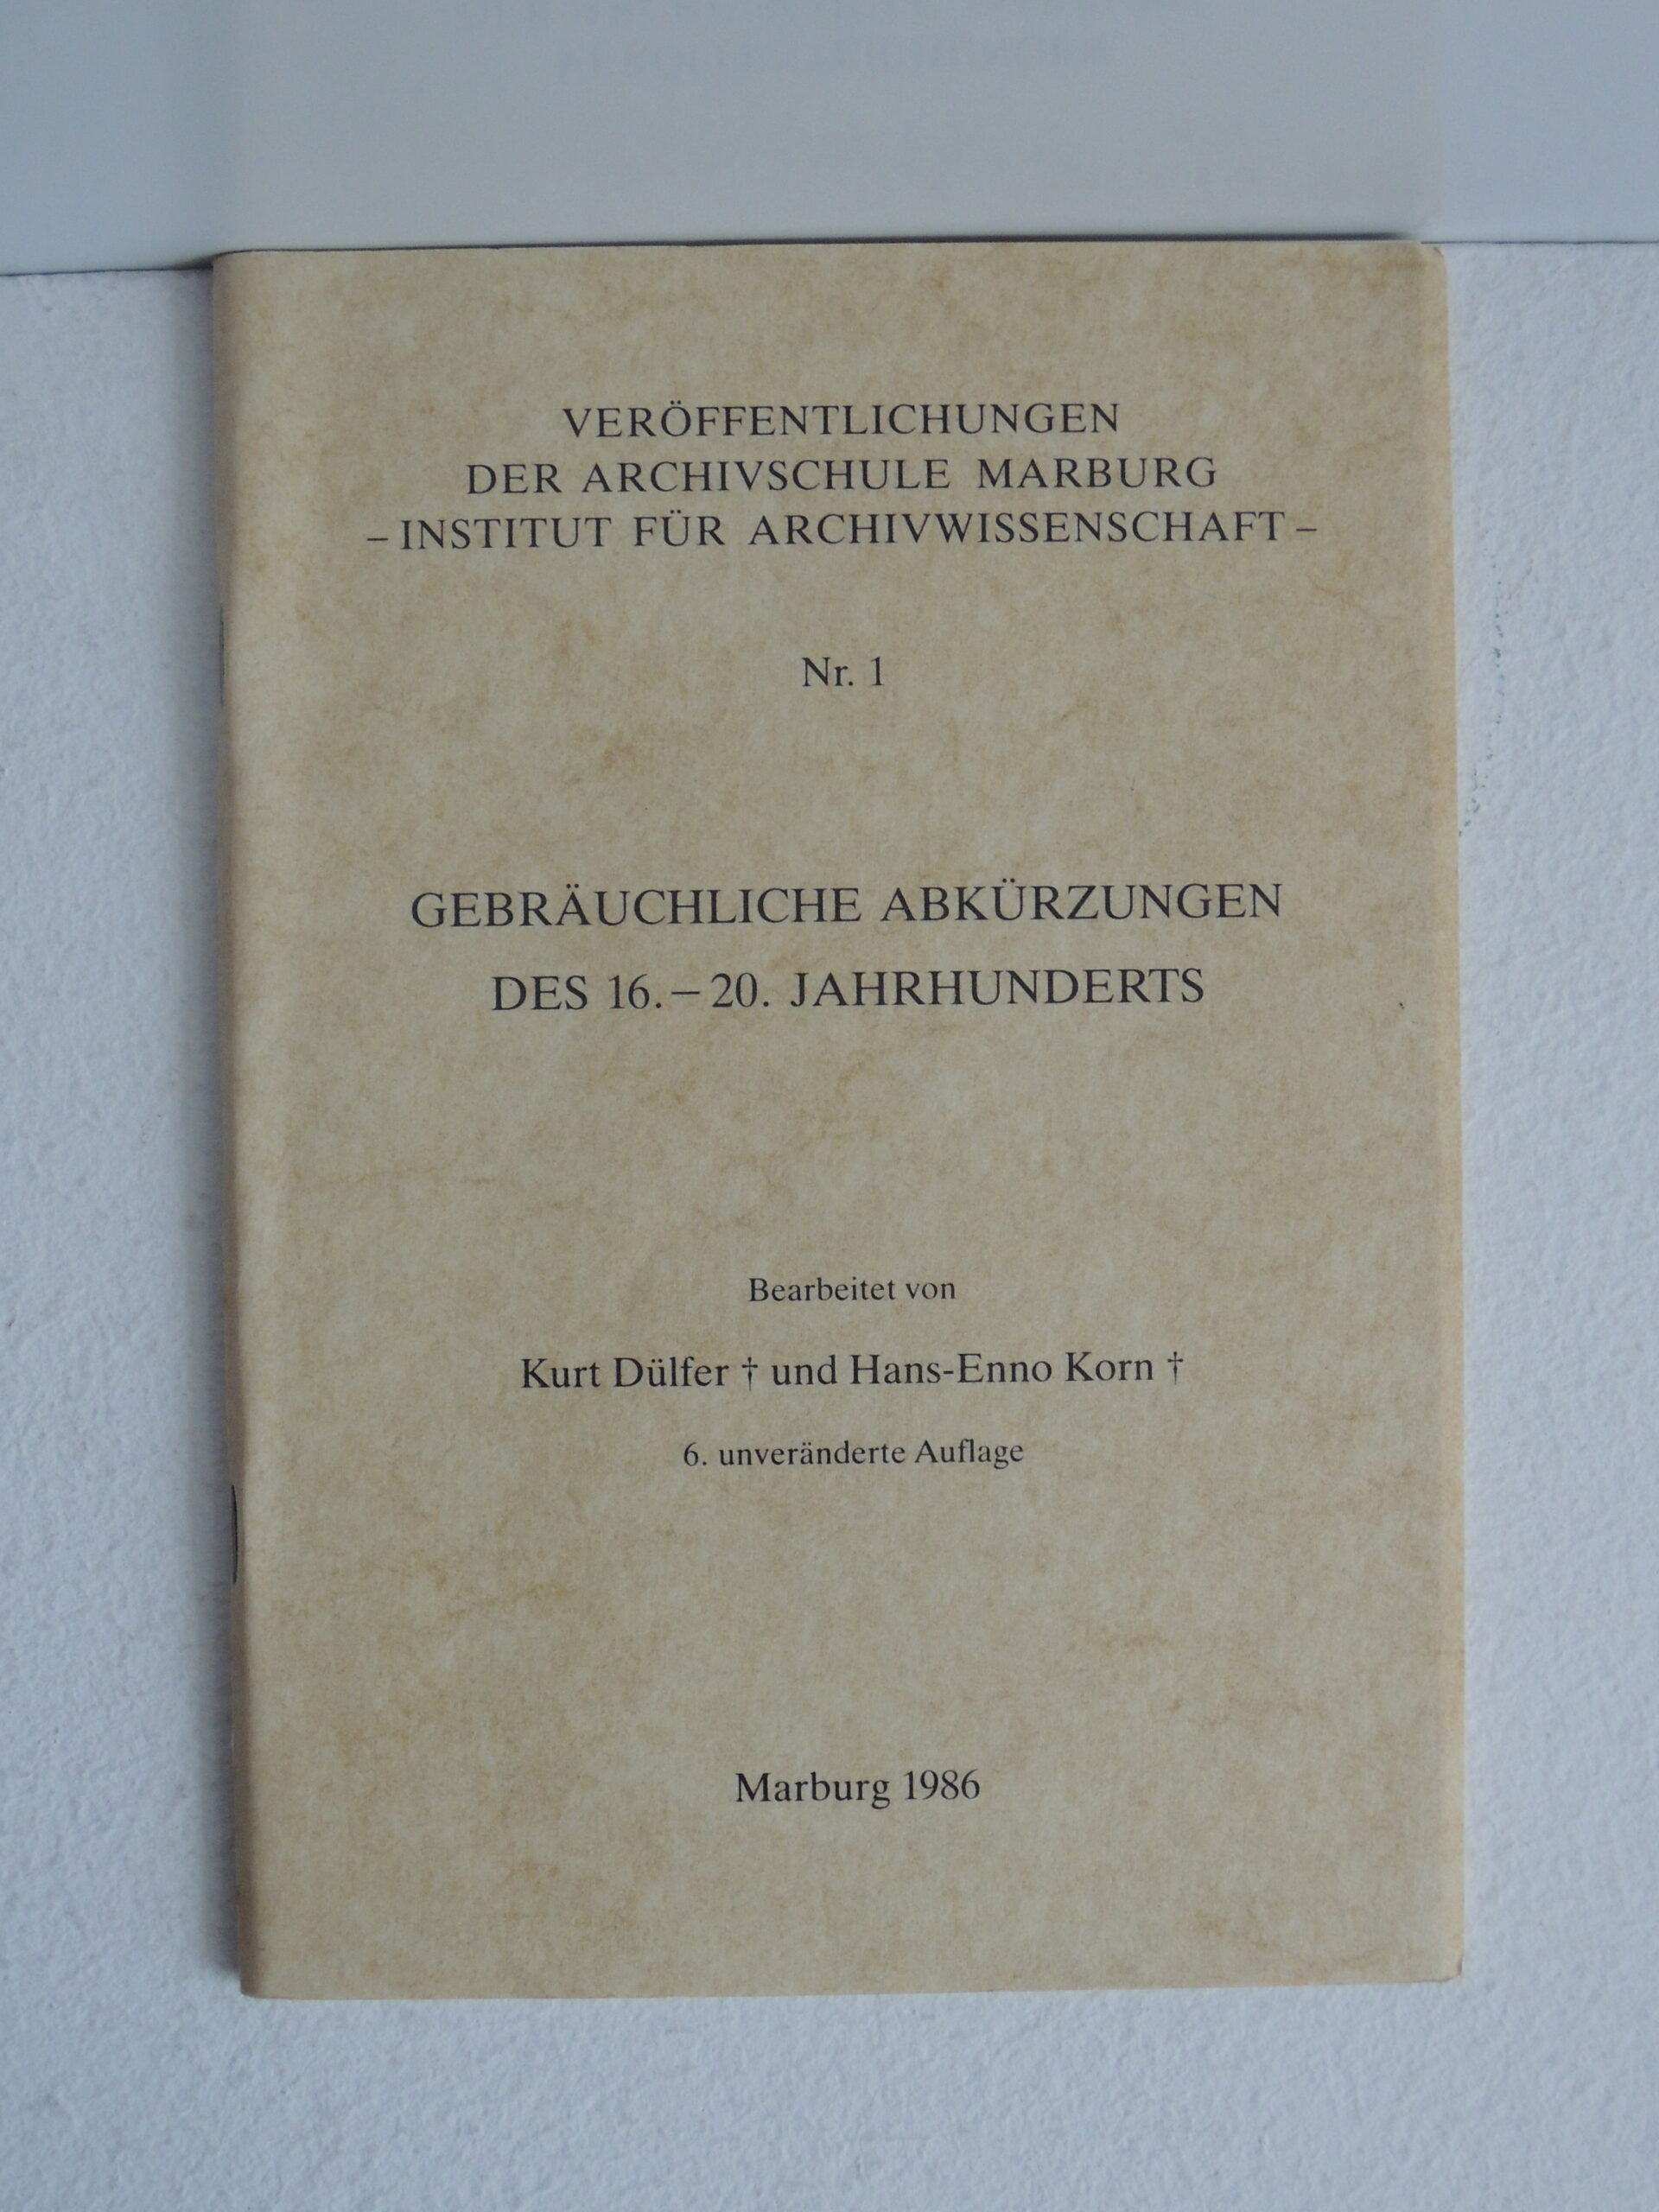 VERÖFFENTLICHUNGEN
DER ARCHIVSCHULE MARBURG
– INSTITUT FÜR ARCHIVWISSENSCHAFT –
Nr. 1
GEBRÄUCHLICHE ABKÜRZUNGEN
DES 16. – 20. JAHRHUNDERTS
Bearbeitet von
Kurt Dülfer † und Hans-Enno Korn †
6. unveränderte Auflage
Marburg 1986